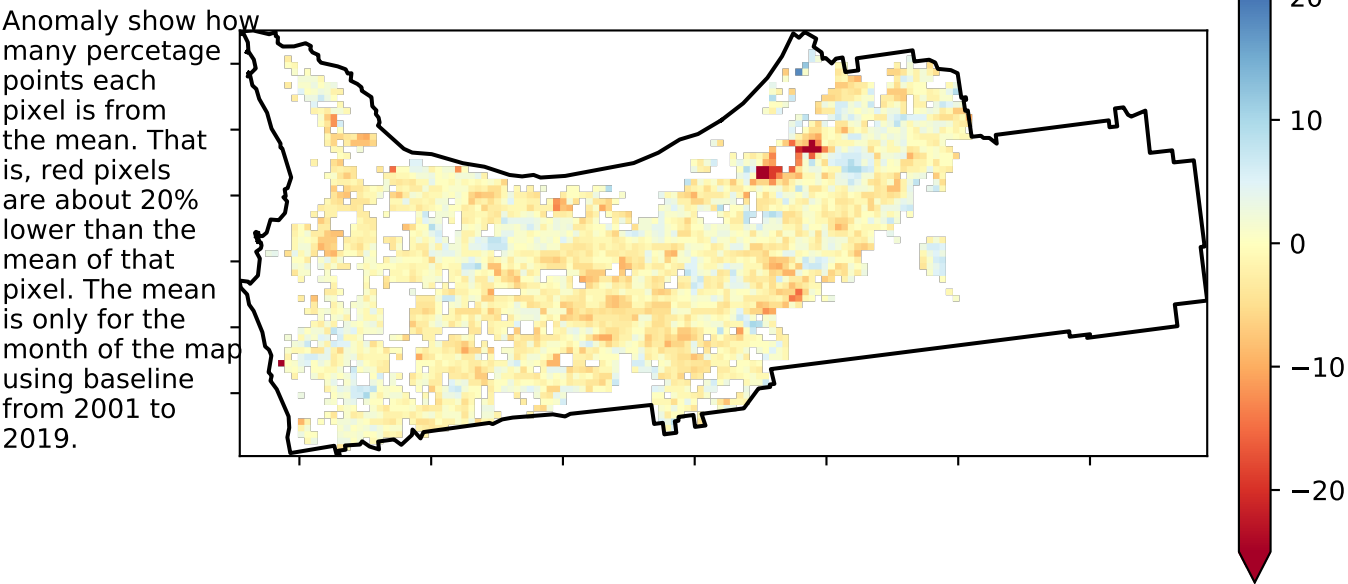 Anomaly show how
many percetage
points each
pixel is from
the mean. That
is, red pixels
are about 20%
lower than the
mean of that
pixel. The mean
is only for the
month of the map
using baseline
from 2001 to
2019.
20
10
0
−10
−20